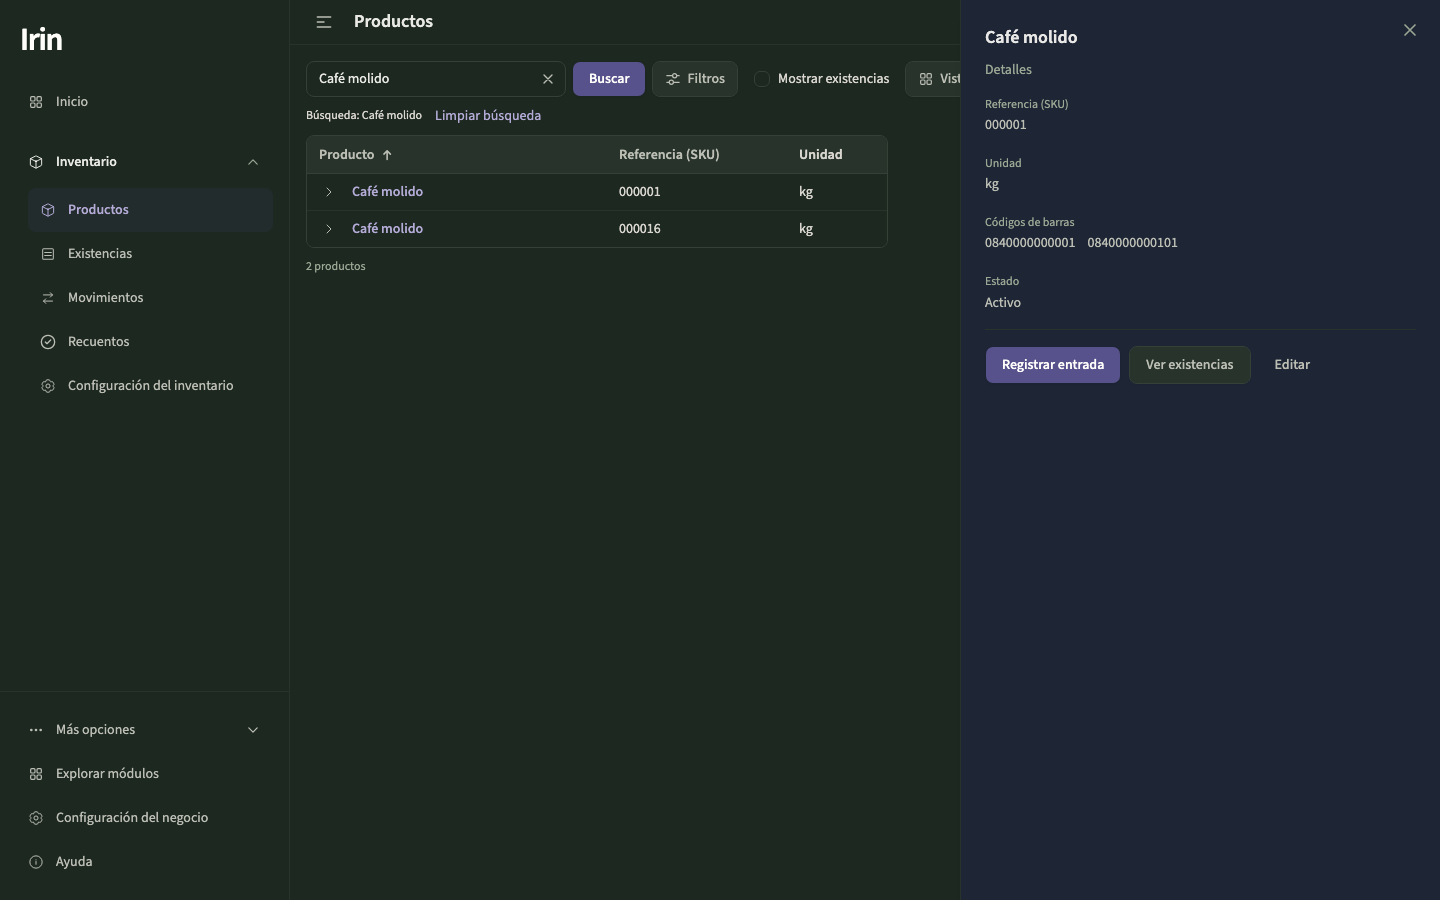 Irin
Inicio
Inventario
Productos
Existencias
Movimientos
Recuentos
Configuración del inventario
Más opciones
Explorar módulos
Configuración del negocio
Ayuda
Productos
Café molido
Buscar
Filtros
Mostrar existencias
Vist
Búsqueda: Café molido Limpiar búsqueda
Producto Referencia (SKU) Unidad
Café molido 000001 kg
Café molido 000016 kg
2 productos
Café molido
Detalles
Referencia (SKU)
000001
Unidad
kg
Códigos de barras
0840000000001 0840000000101
Estado
Activo
Registrar entrada Ver existencias Editar